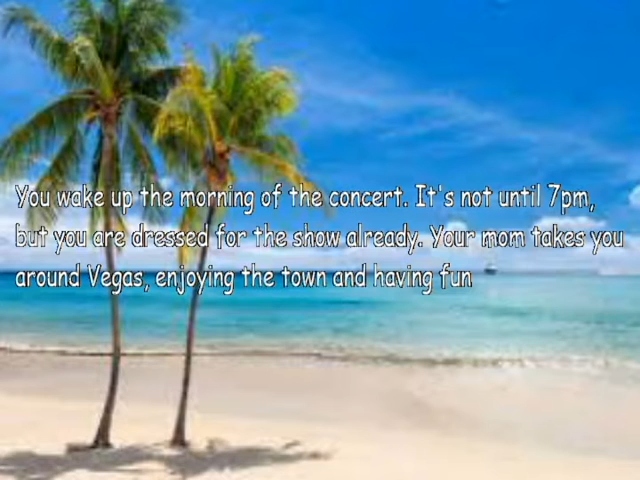 You wake up the morning of the concert. It's not until 7pm,
but you are dressed for the show already. Your mom takes you
around Vegas, enjoying the town and having fun